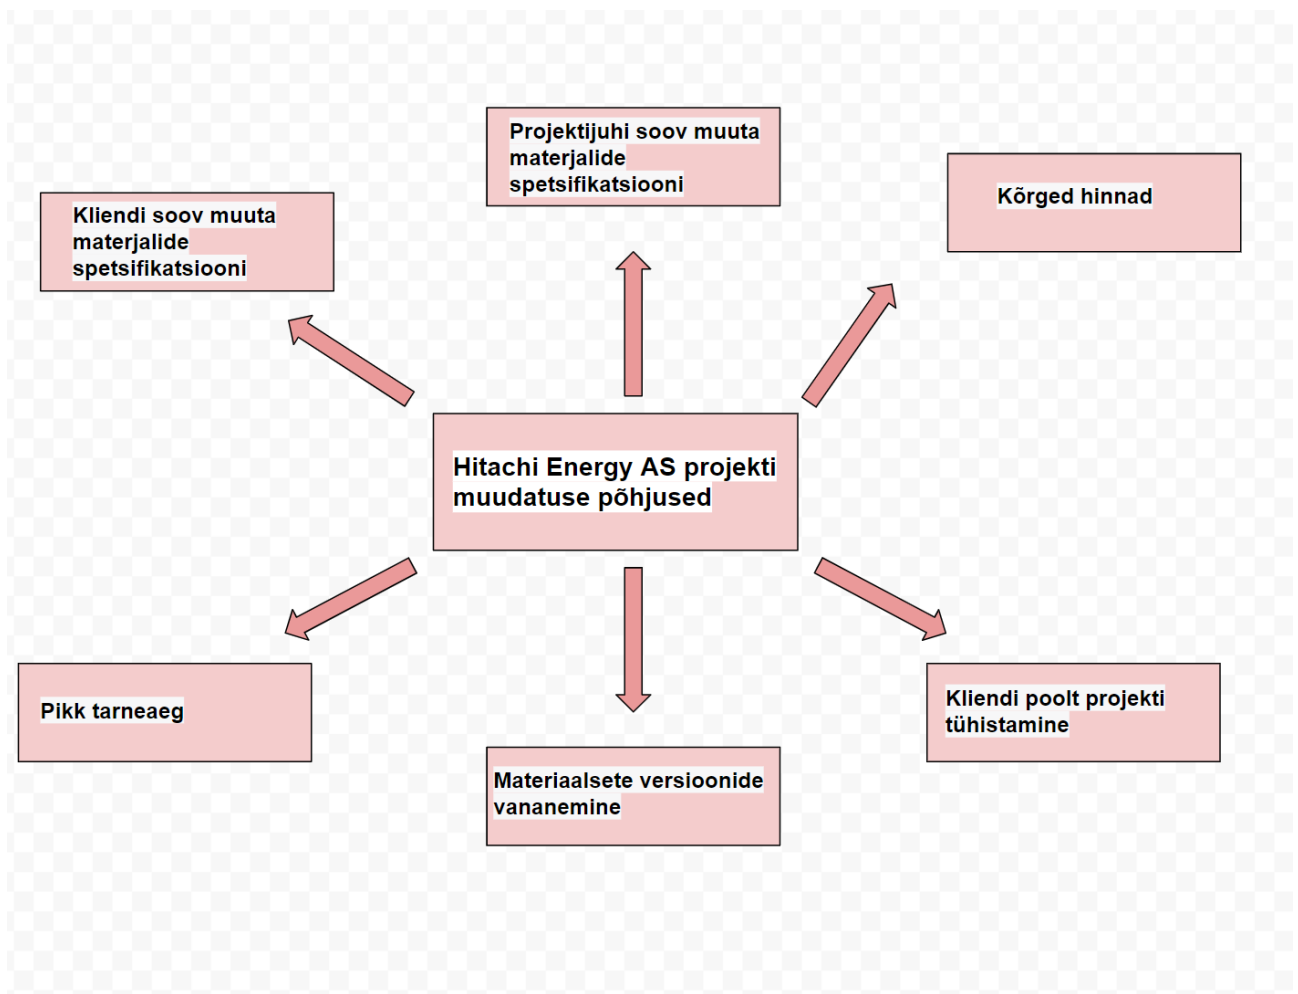 Projektijuhi soov muuta
materjalide
spetsifikatsiooni
Kõrged hinnad
Kliendi soov muuta
materjalide
spetsifikatsiooni
Hitachi Energy AS projekti
muudatuse põhjused
Pikk tarneaeg
Kliendi poolt projekti
tühistamine
Materiaalsete versioonide
vananemine